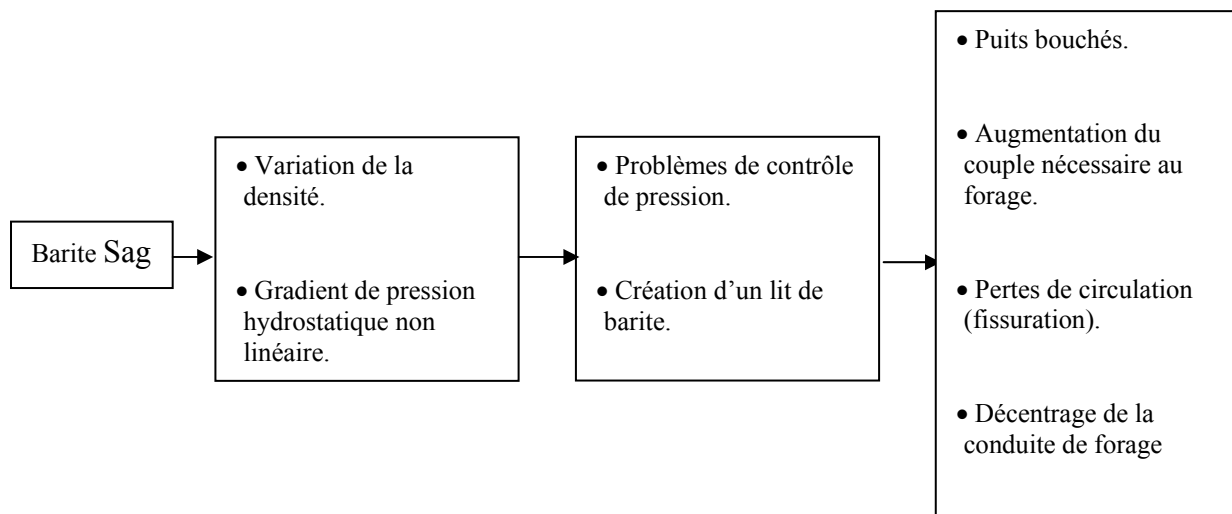 Barite Sag
• Variation de la
densité.
• Gradient de pression
hydrostatique non
linéaire.
• Problèmes de contrôle
de pression.
• Création d’un lit de
barite.
• Puits bouchés.
• Augmentation du
couple nécessaire au
forage.
• Pertes de circulation
(fissuration).
• Décentrage de la
conduite de forage